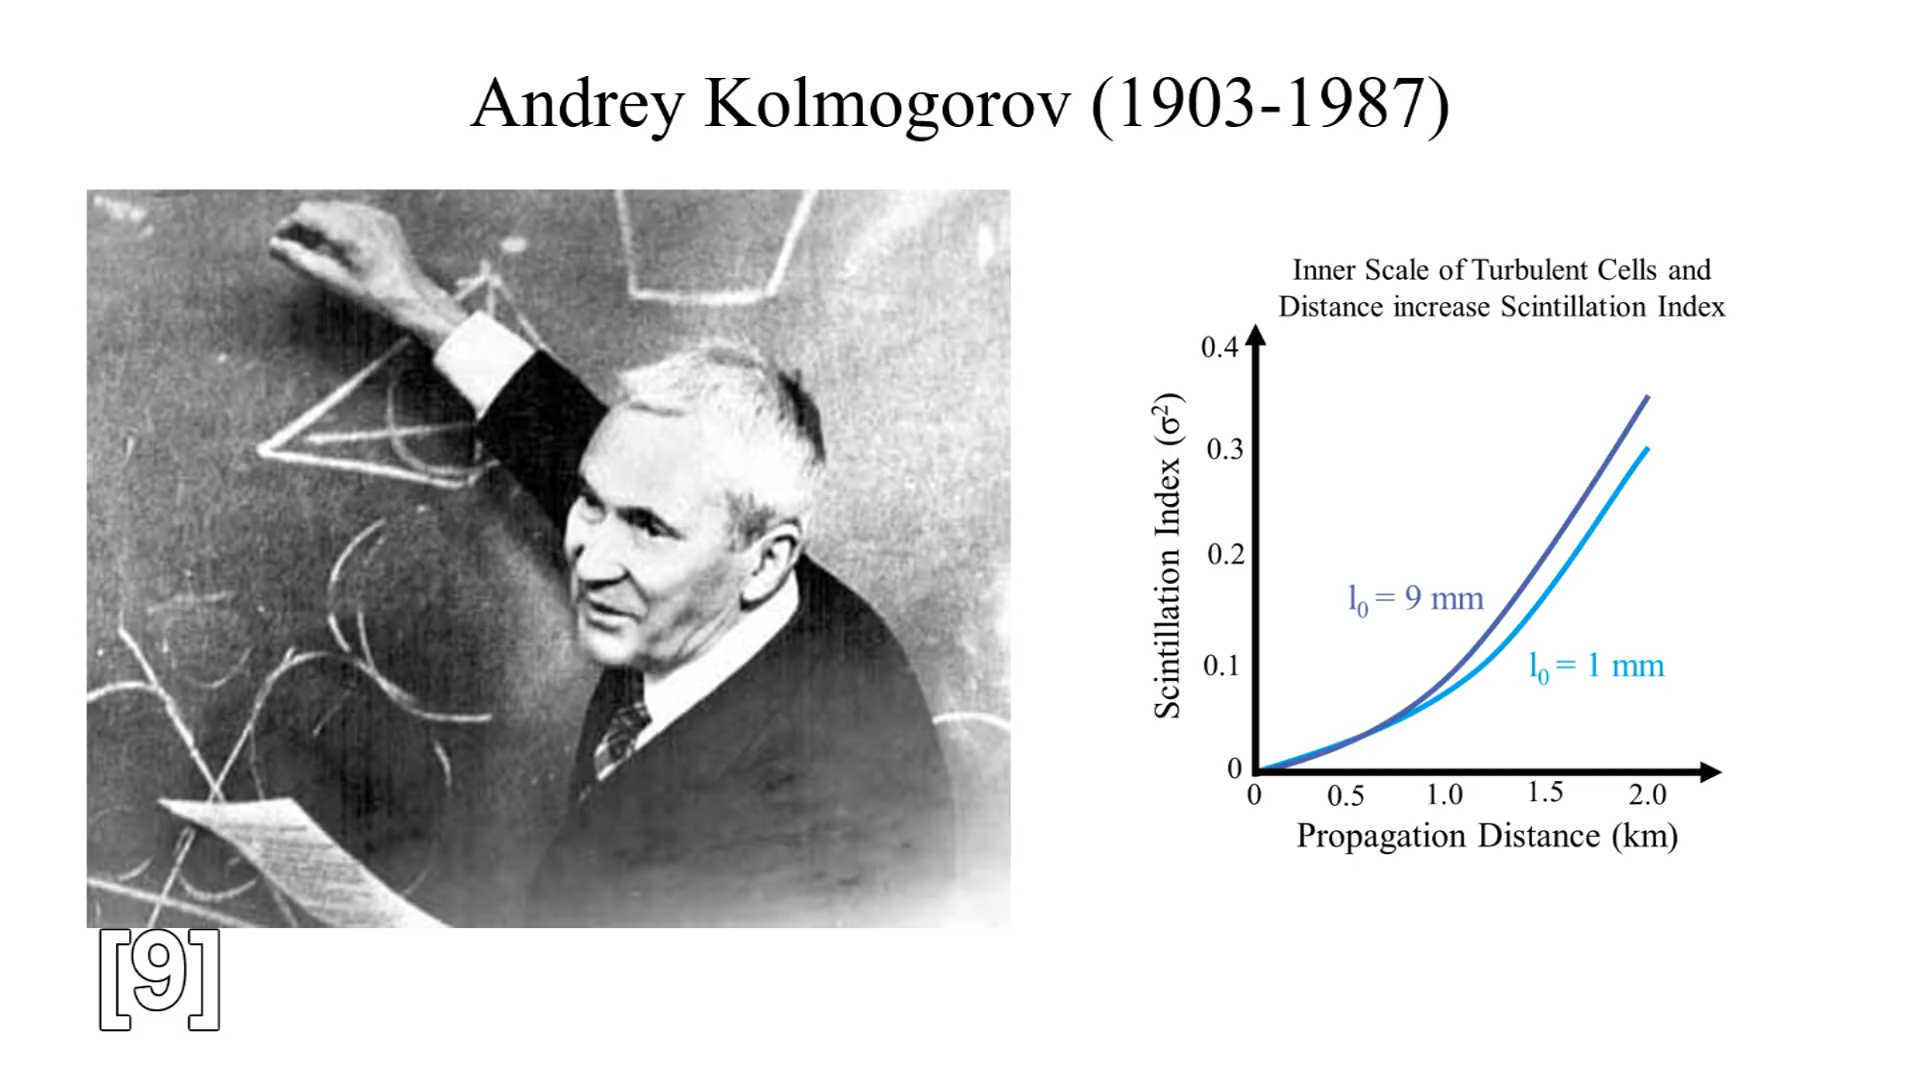 Andrey Kolmogorov (1903-1987)
[9]
Inner Scale of Turbulent Cells and
Distance increase Scintillation Index
Scintillation Index (σ²)
0.4
0.3
0.2
0.1
0
l₀ = 9 mm
l₀ = 1 mm
0 0.5 1.0 1.5 2.0
Propagation Distance (km)